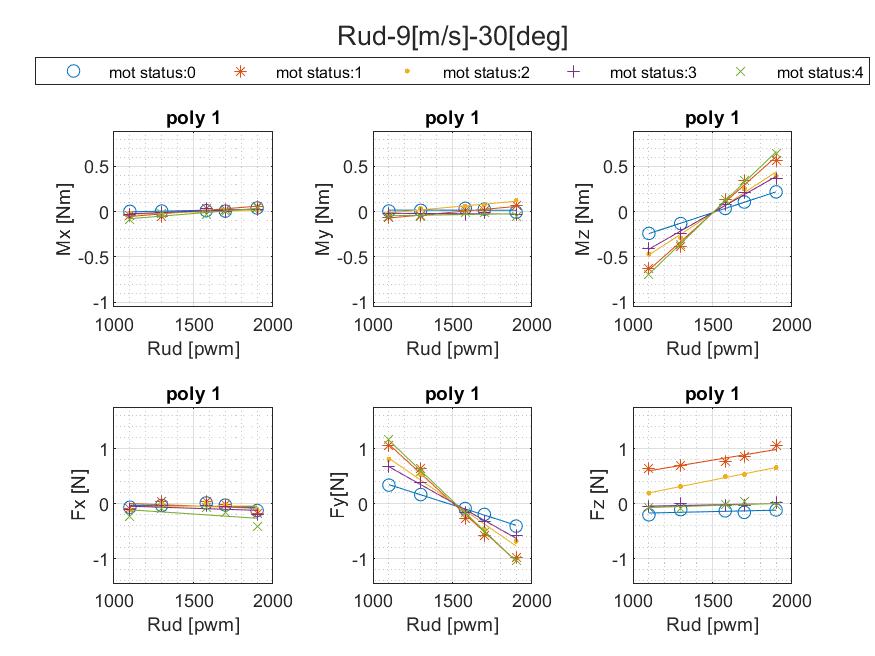 Rud-9[m/s]-30[deg]
mot status:0 mot status:1 mot status:2 mot status:3 mot status:4
poly 1 poly 1 poly 1
0.5 0.5 0.5
0 0 0
-0.5 -0.5 -0.5
-1 -1 -1
Mx [Nm] My [Nm] Mz [Nm]
1000 1500 2000 1000 1500 2000 1000 1500 2000
Rud [pwm] Rud [pwm] Rud [pwm]
poly 1 poly 1 poly 1
1 1 1
0 0 0
-1 -1 -1
Fx [N] Fy[N] Fz [N]
1000 1500 2000 1000 1500 2000 1000 1500 2000
Rud [pwm] Rud [pwm] Rud [pwm]